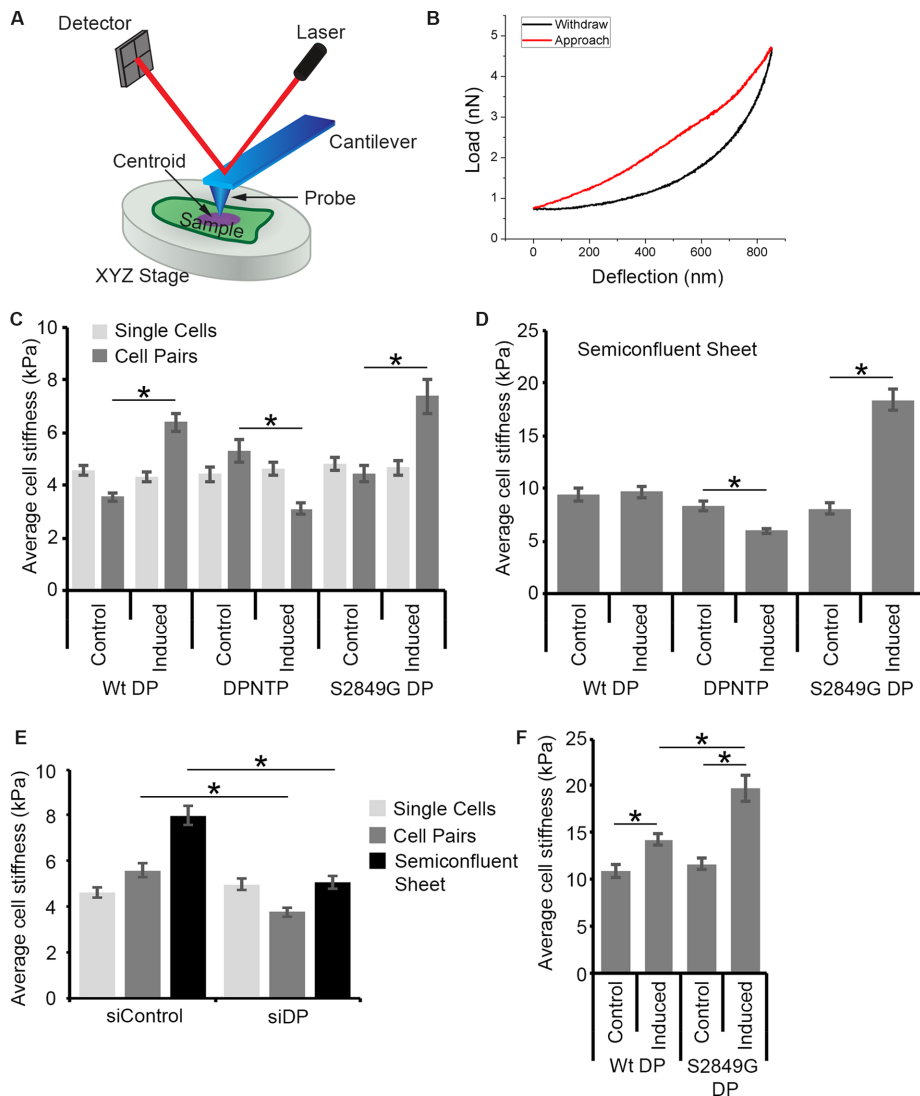 A
Detector
Laser
Cantilever
Centroid
Probe
Sample
XYZ Stage
B
Withdraw
Approach
Load (nN)
5
4
3
2
1
0
0
200
400
600
800
Deflection (nm)
C
Single Cells
Cell Pairs
Average cell stiffness (kPa)
10
8
6
4
2
0
*
*
*
Control
Induced
Control
Induced
Control
Induced
Wt DP
DPNTP
S2849G DP
D
Semiconfluent Sheet
Average cell stiffness (kPa)
25
20
15
10
5
0
*
*
Control
Induced
Control
Induced
Control
Induced
Wt DP
DPNTP
S2849G DP
E
Average cell stiffness (kPa)
10
8
6
4
2
0
*
*
siControl
siDP
Single Cells
Cell Pairs
Semiconfluent
Sheet
F
Average cell stiffness (kPa)
25
20
15
10
5
0
*
*
*
Control
Induced
Control
Induced
Wt DP
S2849G
DP